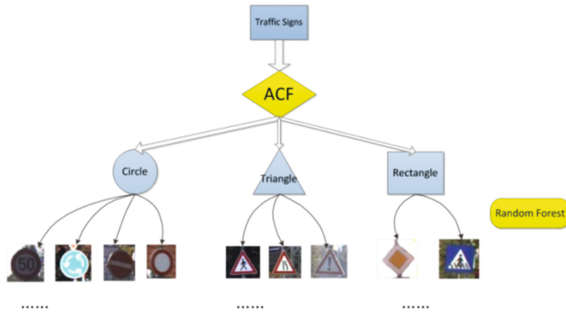 Traffic Signs
ACF
Circle
Triangle
Rectangle
Random Forest
50
...... ...... ......